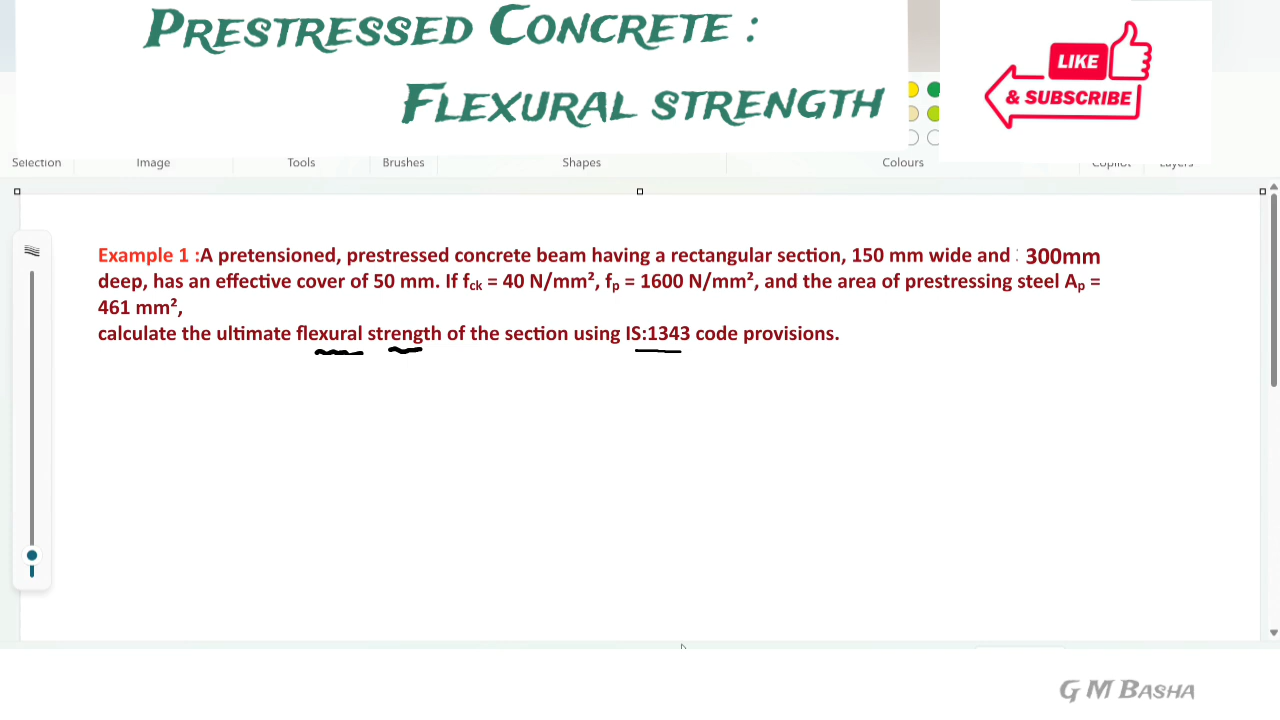 PRESTRESSED CONCRETE :
FLEXURAL STRENGTH
LIKE
& SUBSCRIBE
Selection Image Tools Brushes Shapes Colours Copilot Layers
Example 1 :A pretensioned, prestressed concrete beam having a rectangular section, 150 mm wide and 300mm
deep, has an effective cover of 50 mm. If fck = 40 N/mm², fp = 1600 N/mm², and the area of prestressing steel Ap =
461 mm²,
calculate the ultimate flexural strength of the section using IS:1343 code provisions.
G M BASHA